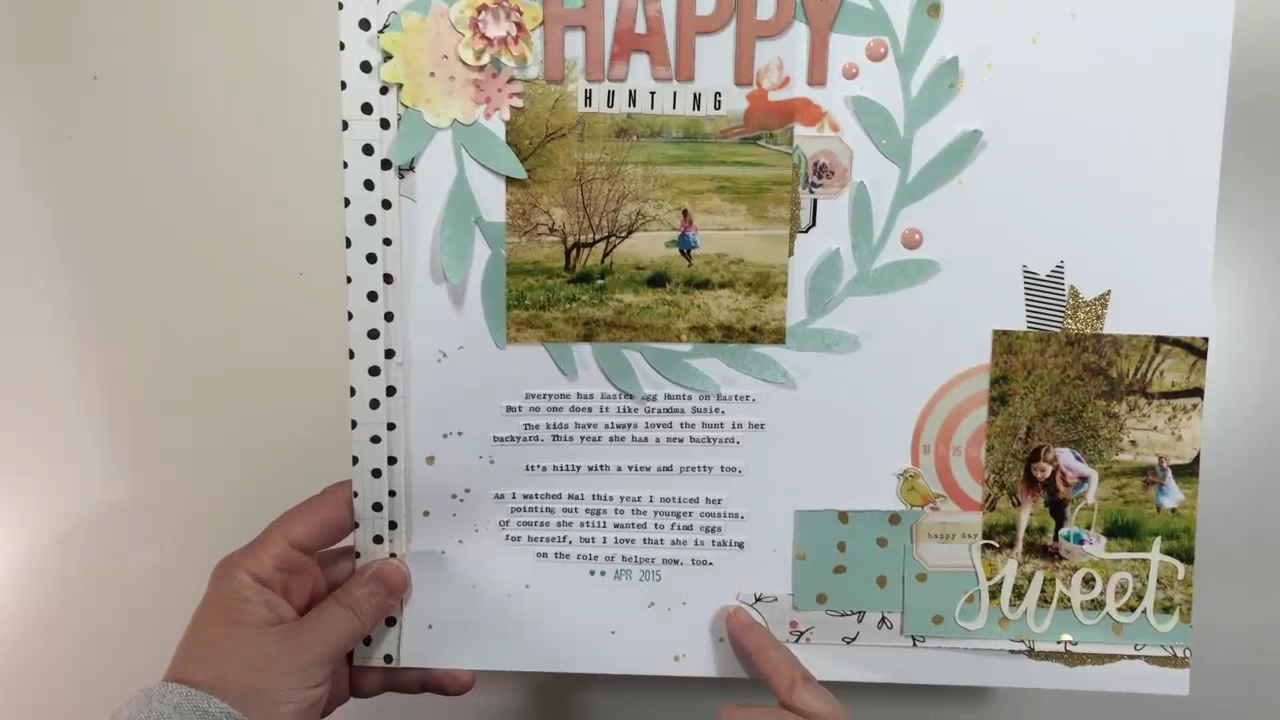 HAPPY
HUNTING
Everyone has Easter Egg Hunts on Easter.
But no one does it like Grandma Susie.
The kids have always loved the hunt in her
backyard. This year she has a new backyard.
it's hilly with a view and pretty too.
As I watched Mal this year I noticed her
pointing out eggs to the younger cousins.
Of course she still wanted to find eggs
for herself, but I love that she is taking
on the role of helper now, too.
APR 2015
25
happy day
sweet